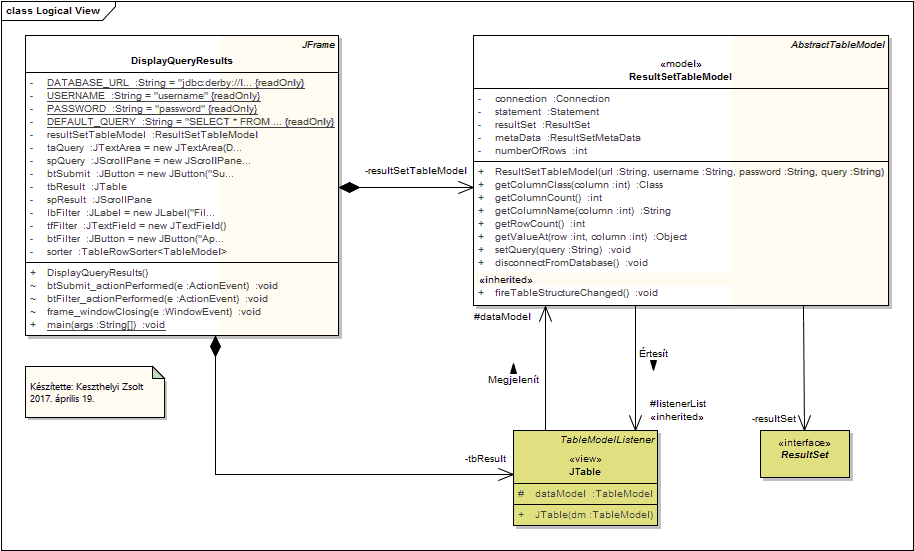 class Logical View
JFrame
DisplayQueryResults
- DATABASE_URL :String = "jdbc:derby://l... {readOnly}
- USERNAME :String = "username" {readOnly}
- PASSWORD :String = "password" {readOnly}
- DEFAULT_QUERY :String = "SELECT * FROM ... {readOnly}
- resultSetTableModel :ResultSetTableModel
- taQuery :JTextArea = new JTextArea(D...
- spQuery :JScrollPane = new JScrollPane...
- btSubmit :JButton = new JButton("Su...
- tbResult :JTable
- spResult :JScrollPane
- lbFilter :JLabel = new JLabel("Fil...
- tfFilter :JTextField = new JTextField()
- btFilter :JButton = new JButton("Ap...
- sorter :TableRowSorter<TableModel>
+ DisplayQueryResults()
~ btSubmit_actionPerformed(e :ActionEvent) :void
~ btFilter_actionPerformed(e :ActionEvent) :void
~ frame_windowClosing(e :WindowEvent) :void
+ main(args :String[]) :void
-resultSetTableModel
AbstractTableModel
«model»
ResultSetTableModel
- connection :Connection
- statement :Statement
- resultSet :ResultSet
- metaData :ResultSetMetaData
- numberOfRows :int
+ ResultSetTableModel(url :String, username :String, password :String, query :String)
+ getColumnClass(column :int) :Class
+ getColumnCount() :int
+ getColumnName(column :int) :String
+ getRowCount() :int
+ getValueAt(row :int, column :int) :Object
+ setQuery(query :String) :void
+ disconnectFromDatabase() :void
«inherited»
+ fireTableStructureChanged() :void
#dataModel
Megjelenít
Értesít
#listenerList
«inherited»
-resultSet
Készítette: Keszthelyi Zsolt
2017. április 19.
-tbResult
TableModelListener
«view»
JTable
# dataModel :TableModel
+ JTable(dm :TableModel)
«interface»
ResultSet